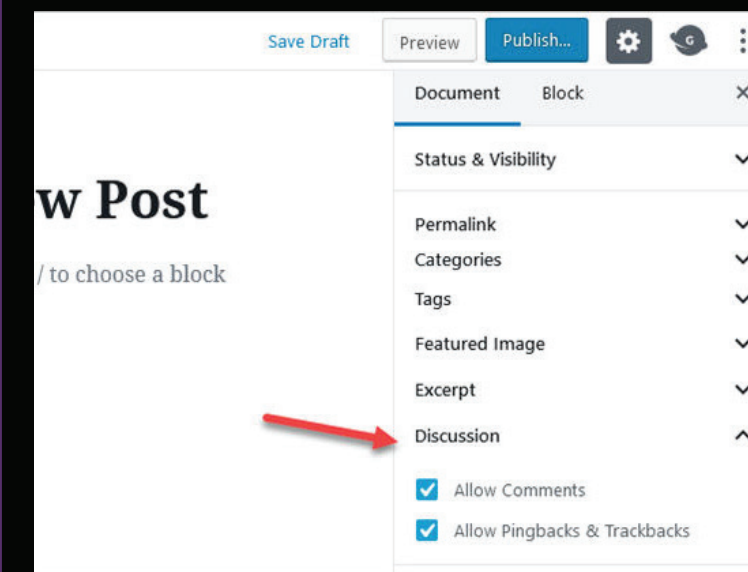 Save Draft Preview Publish... G
Document Block
Status & Visibility
w Post
Permalink
/ to choose a block
Categories
Tags
Featured Image
Excerpt
Discussion
Allow Comments
Allow Pingbacks & Trackbacks